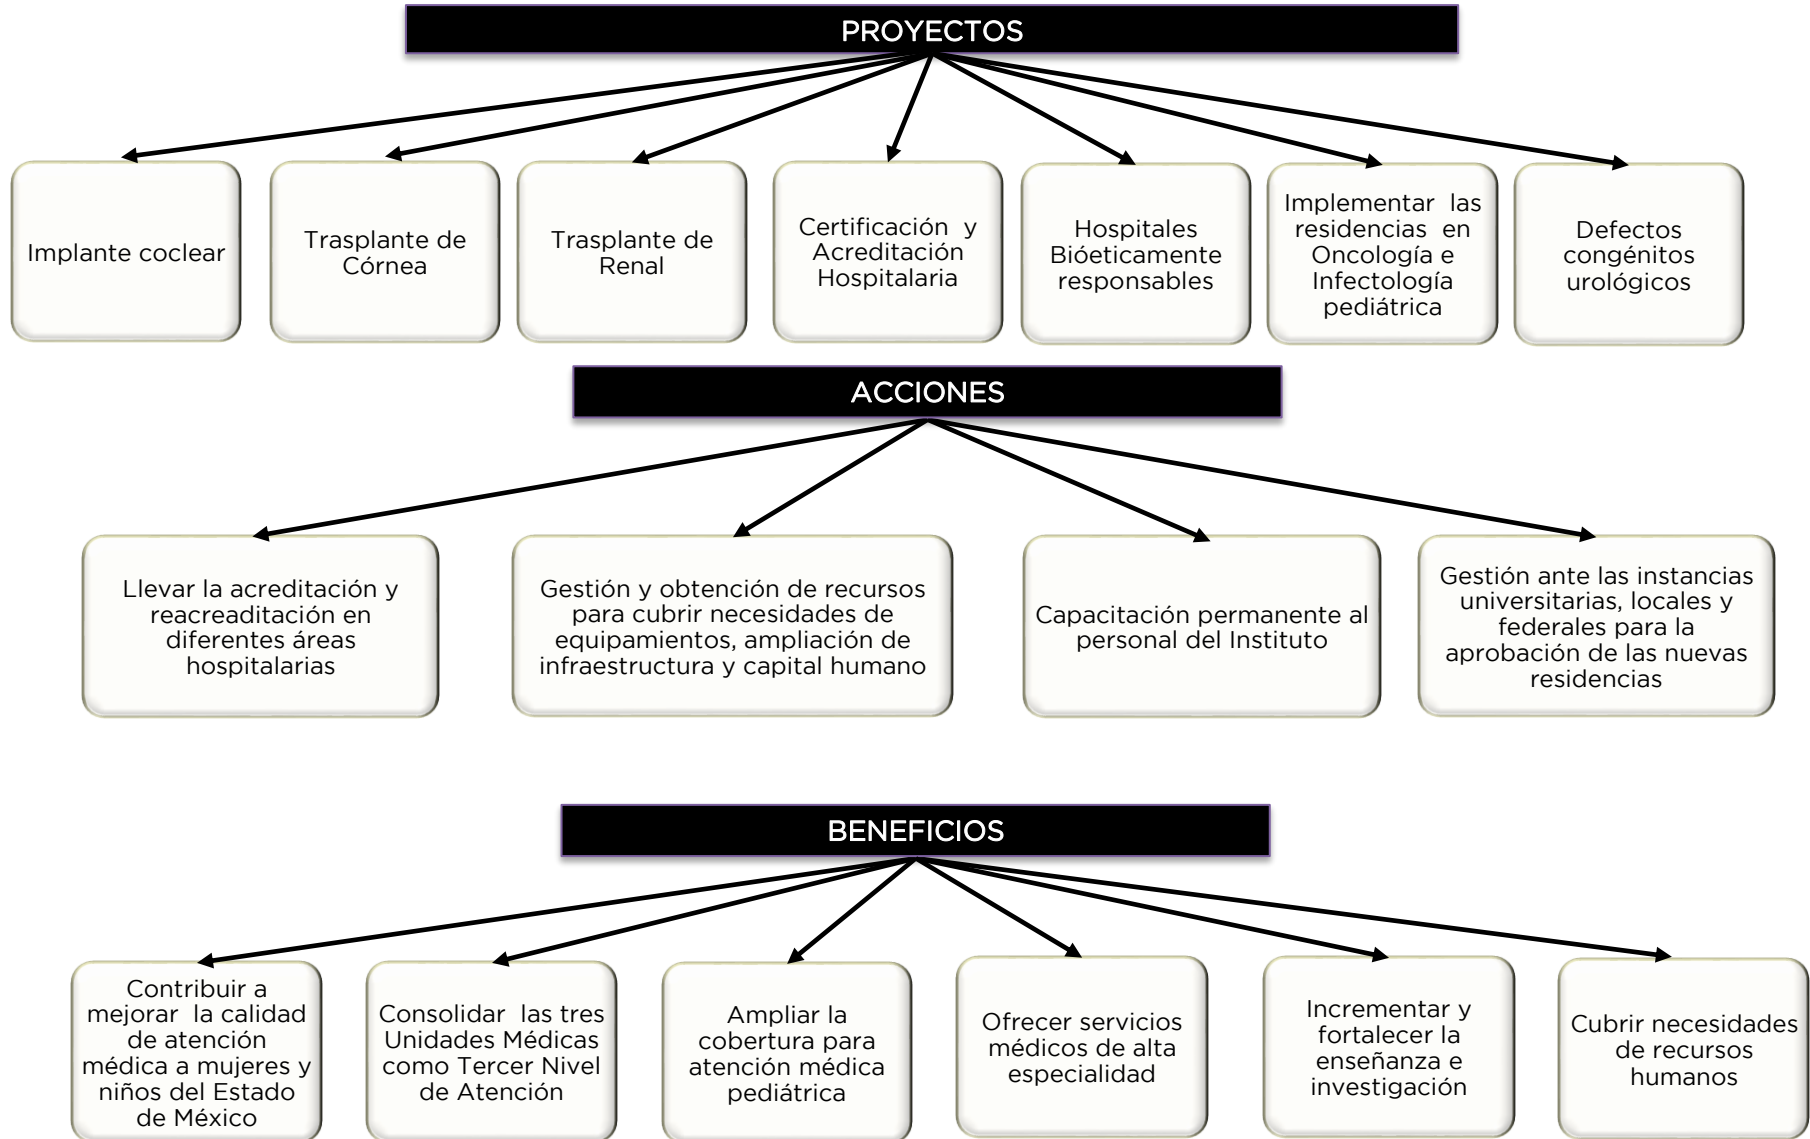 PROYECTOS
Implante coclear
Trasplante de
Córnea
Trasplante de
Renal
Certificación y
Acreditación
Hospitalaria
Hospitales
Bióeticamente
responsables
Implementar las
residencias en
Oncología e
Infectología
pediátrica
Defectos
congénitos
urológicos
ACCIONES
Llevar la acreditación y
reacreaditación en
diferentes áreas
hospitalarias
Gestión y obtención de recursos
para cubrir necesidades de
equipamientos, ampliación de
infraestructura y capital humano
Capacitación permanente al
personal del Instituto
Gestión ante las instancias
universitarias, locales y
federales para la
aprobación de las nuevas
residencias
BENEFICIOS
Contribuir a
mejorar la calidad
de atención
médica a mujeres y
niños del Estado
de México
Consolidar las tres
Unidades Médicas
como Tercer Nivel
de Atención
Ampliar la
cobertura para
atención médica
pediátrica
Ofrecer servicios
médicos de alta
especialidad
Incrementar y
fortalecer la
enseñanza e
investigación
Cubrir necesidades
de recursos
humanos